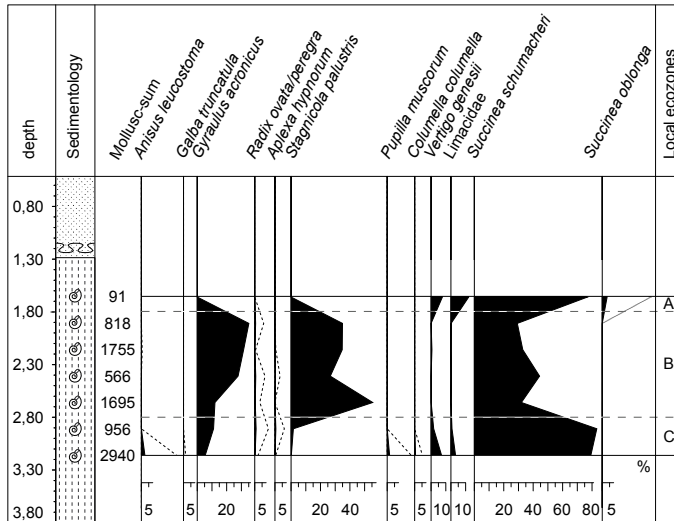 depth
Sedimentology
Mollusc-sum
Anisus leucostoma
Galba truncatula
Gyraulus acronicus
Radix ovata/peregra
Aplexa hypnorum
Stagnicola palustris
Pupilla muscorum
Columella columella
Vertigo genesii
Limacidae
Succinea schumacheri
Succinea oblonga
Local ecozones
0,80
1,30
91
A
1,80
818
1755
B
2,30
566
1695
2,80
956
C
2940
3,30
%
5 5 20 5 5 20 40 5 5 10 10 20 40 60 80 5
3,80